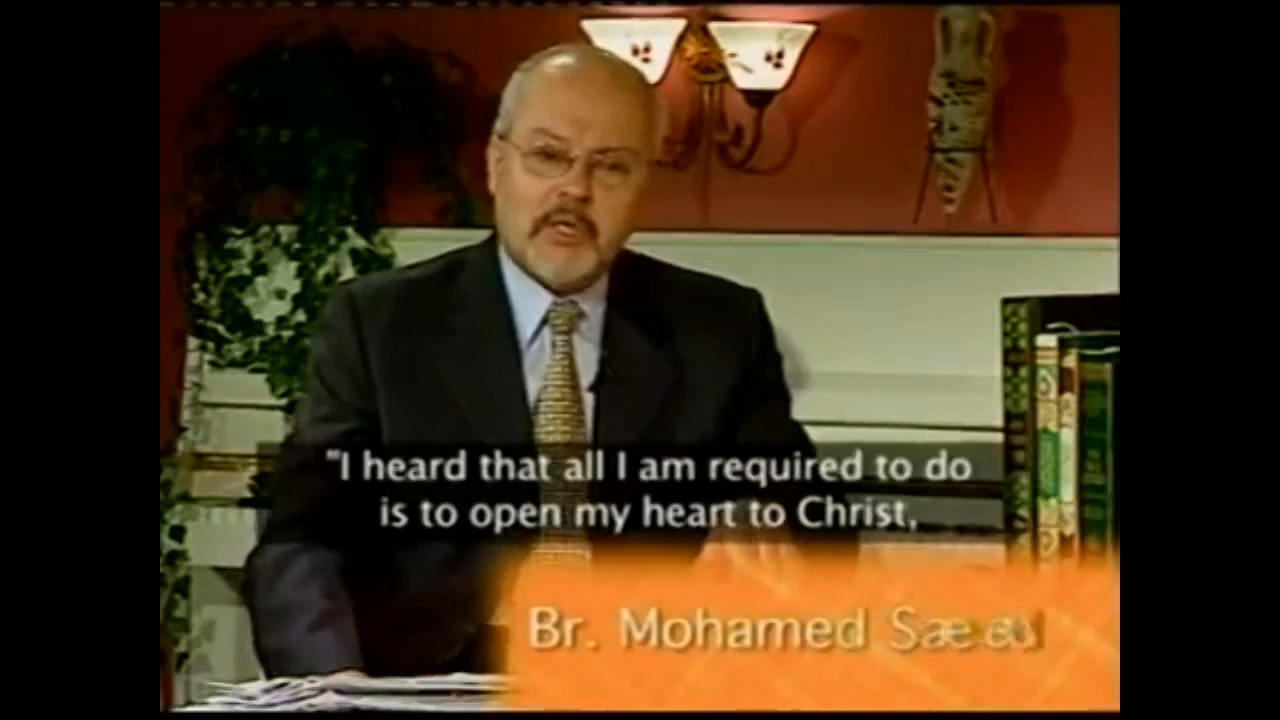 "I heard that all I am required to do
is to open my heart to Christ,
Br. Mohamed